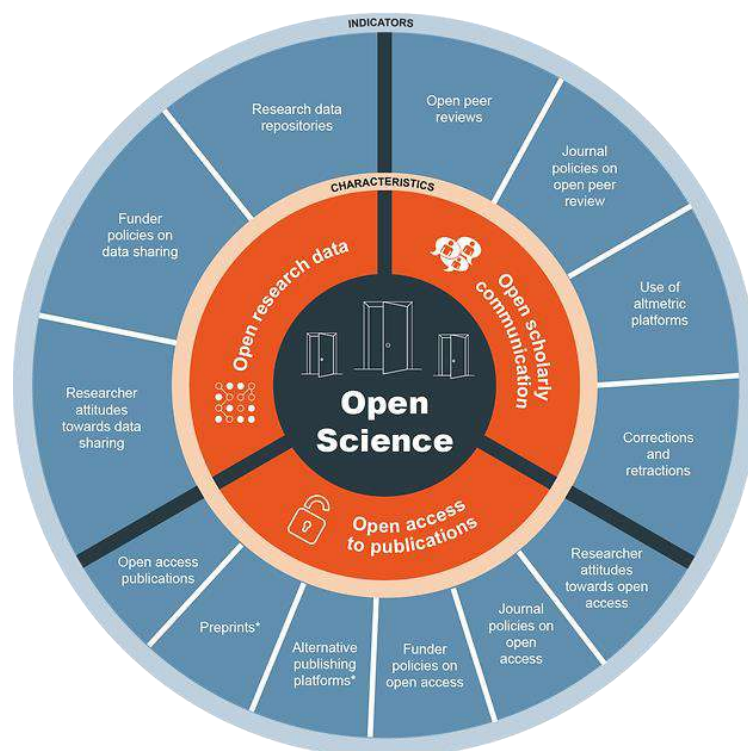 INDICATORS
Research data
repositories
Open peer
reviews
Journal
policies on
open peer
review
Funder
policies on
data sharing
CHARACTERISTICS
Open research data
Open scholarly
communication
Use of
altmetric
platforms
Researcher
attitudes
towards data
sharing
Open
Science
Corrections
and
retractions
Open access
to publications
Open access
publications
Preprints*
Alternative
publishing
platforms*
Funder
policies on
open access
Journal
policies on
open
access
Researcher
attitudes
towards open
access